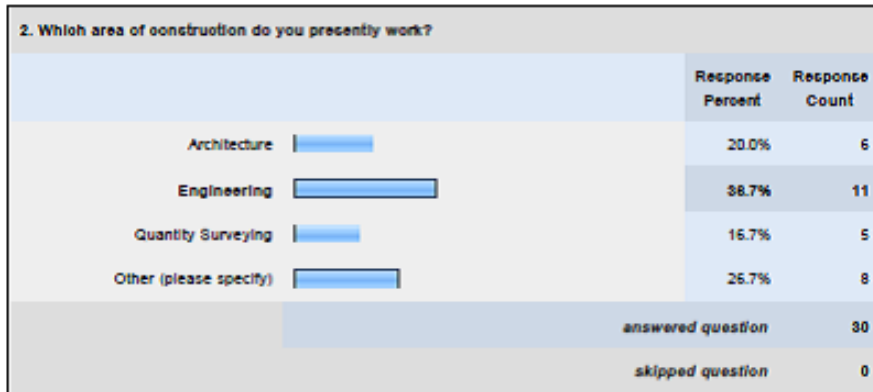 2. Which area of construction do you presently work?
Response Percent Response Count
Architecture 20.0% 6
Engineering 36.7% 11
Quantity Surveying 16.7% 5
Other (please specify) 26.7% 8
answered question 30
skipped question 0